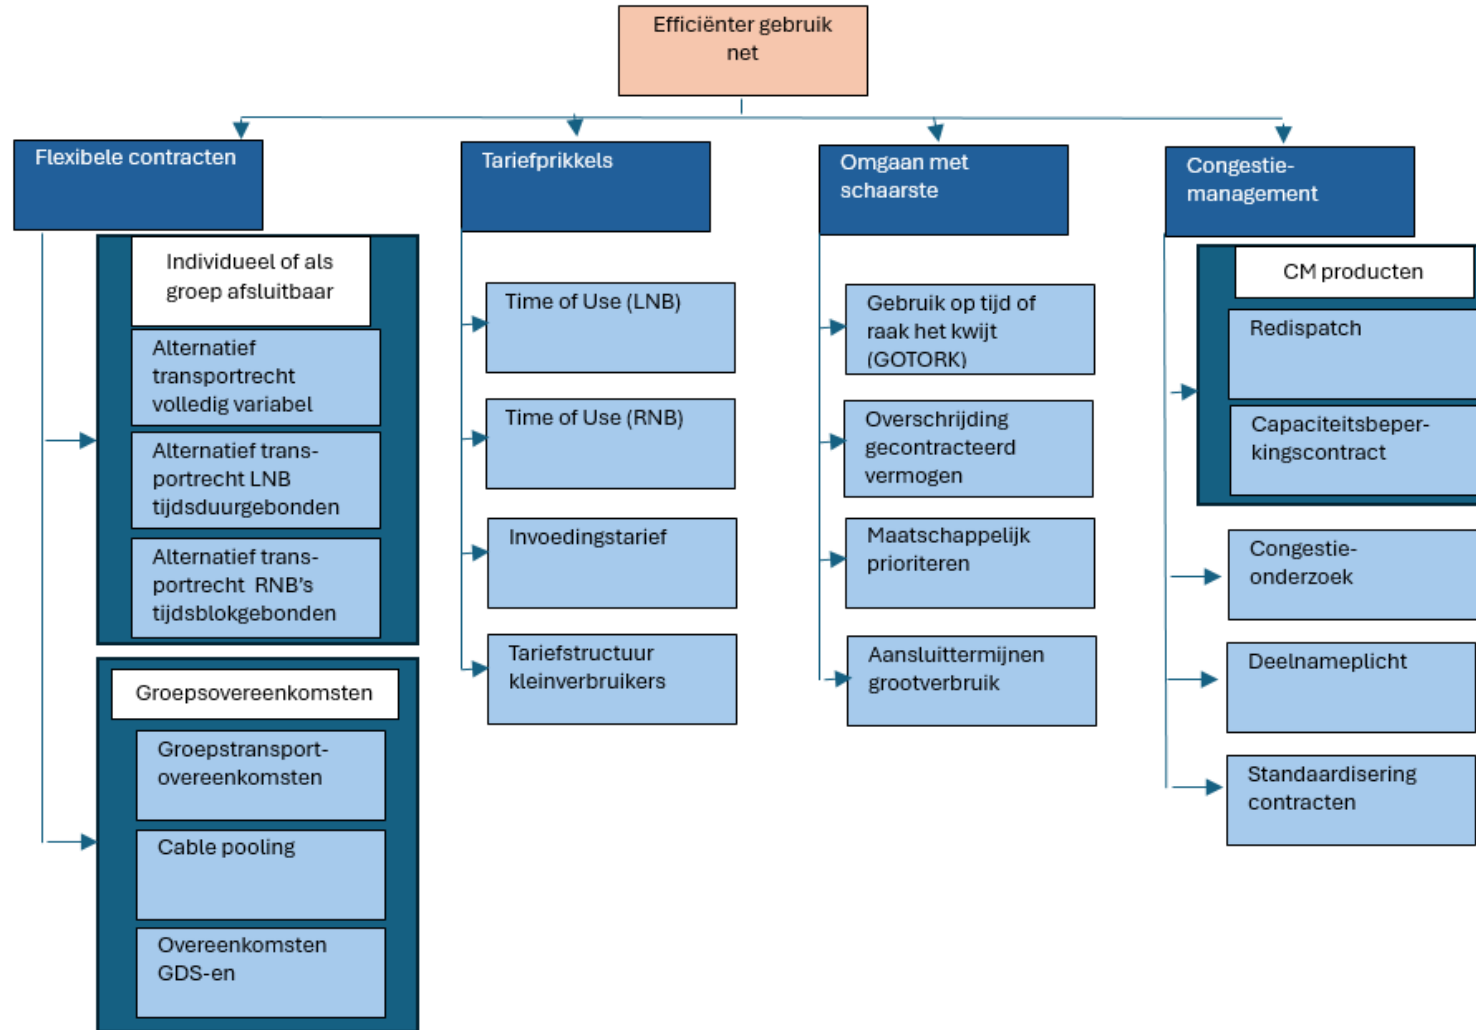 Efficiënter gebruik
net
Flexibele contracten
Individueel of als
groep afsluitbaar
Alternatief
transportrecht
volledig variabel
Alternatief trans-
portrecht LNB
tijdsduurgebonden
Alternatief trans-
portrecht  RNB's
tijdsblokgebonden
Groepsovereenkomsten
Groepstransport-
overeenkomsten
Cable pooling
Overeenkomsten
GDS-en
Tariefprikkels
Time of Use (LNB)
Time of Use (RNB)
Invoedingstarief
Tariefstructuur
kleinverbruikers
Omgaan met
schaarste
Gebruik op tijd of
raak het kwijt
(GOTORK)
Overschrijding
gecontracteerd
vermogen
Maatschappelijk
prioriteren
Aansluittermijnen
grootverbruik
Congestie-
management
CM producten
Redispatch
Capaciteitsbeper-
kingscontract
Congestie-
onderzoek
Deelnameplicht
Standaardisering
contracten